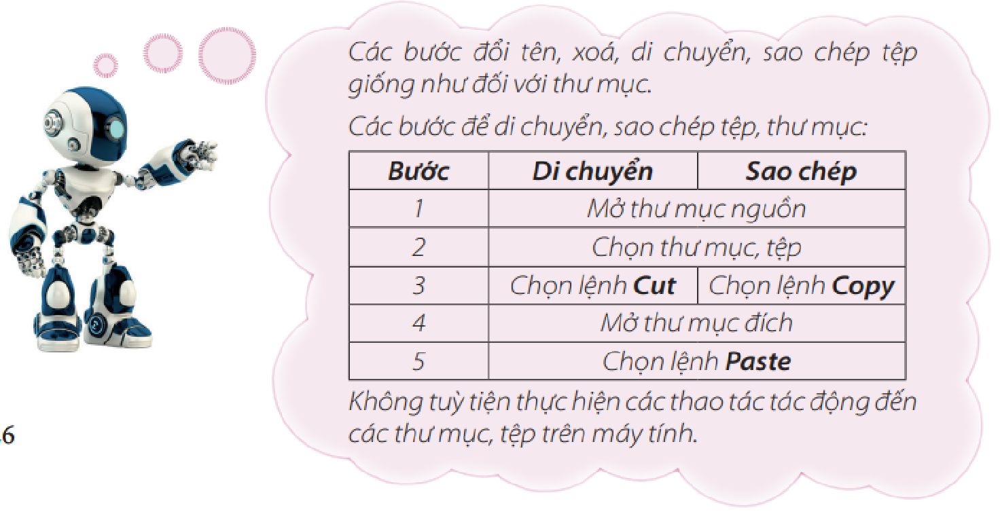 Các bước đổi tên, xoá, di chuyển, sao chép tệp
giống như đối với thư mục.
Các bước để di chuyển, sao chép tệp, thư mục:
Bước Di chuyển Sao chép
1 Mở thư mục nguồn
2 Chọn thư mục, tệp
3 Chọn lệnh Cut Chọn lệnh Copy
4 Mở thư mục đích
5 Chọn lệnh Paste
Không tuỳ tiện thực hiện các thao tác tác động đến
các thư mục, tệp trên máy tính.
6